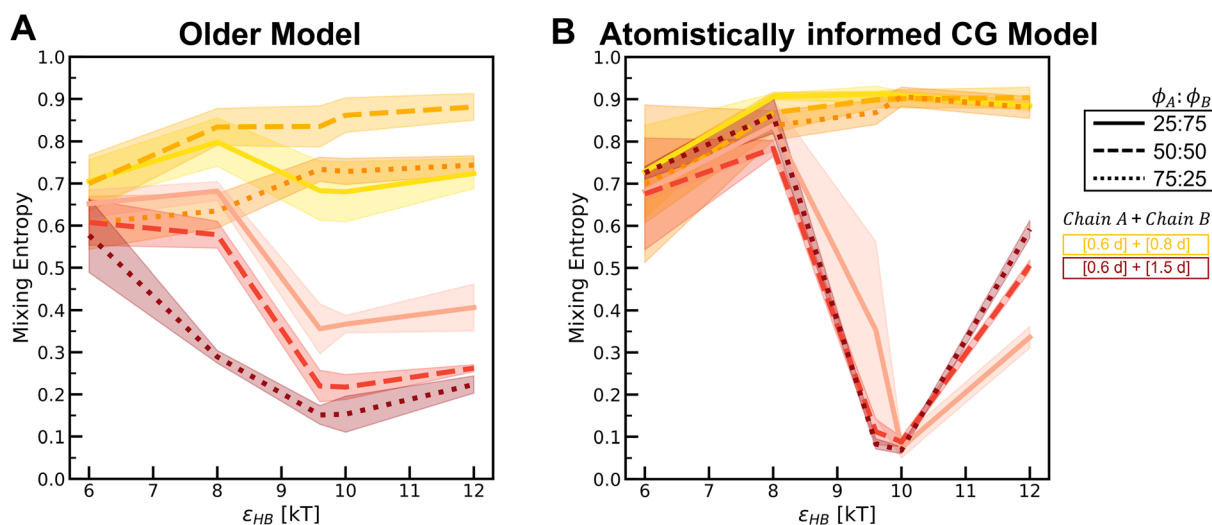 A Older Model
B Atomistically informed CG Model
Mixing Entropy
1.0
0.9
0.8
0.7
0.6
0.5
0.4
0.3
0.2
0.1
0.0
6 7 8 9 10 11 12
ε_HB [kT]
Mixing Entropy
1.0
0.9
0.8
0.7
0.6
0.5
0.4
0.3
0.2
0.1
0.0
6 7 8 9 10 11 12
ε_HB [kT]
ϕ_A:ϕ_B
25:75
50:50
75:25
Chain A + Chain B
[0.6 d] + [0.8 d]
[0.6 d] + [1.5 d]